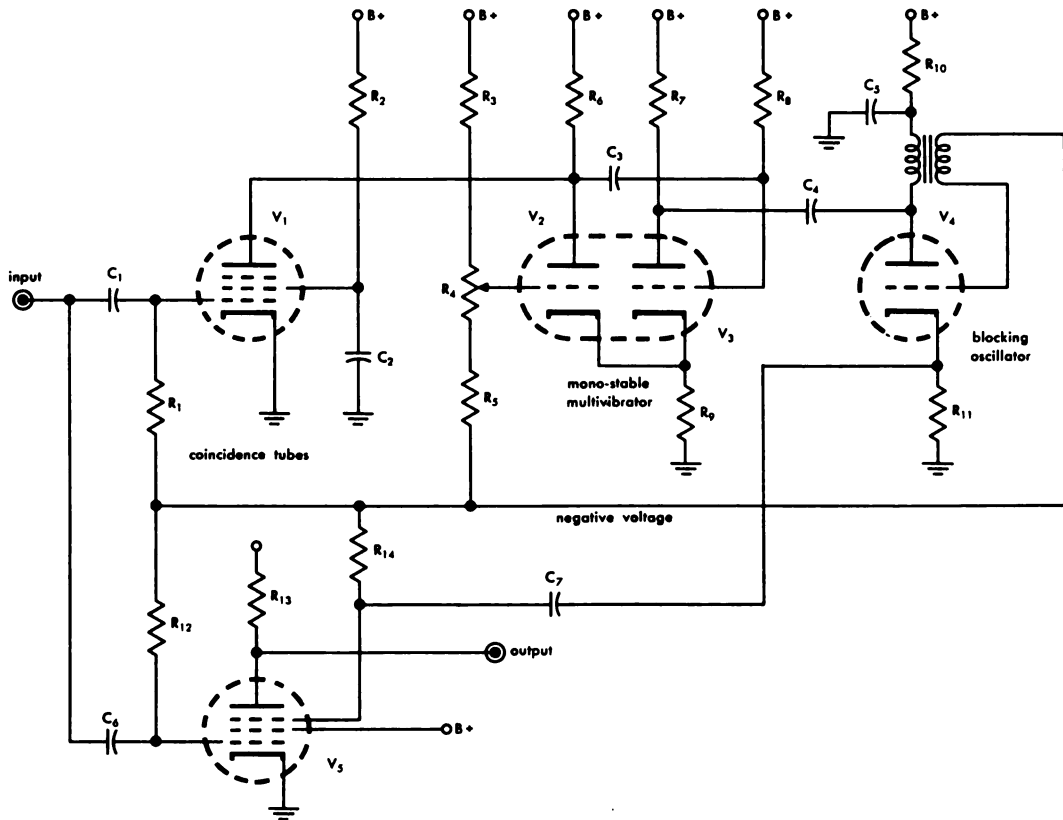 B+ B+ B+ B+ B+ B+
R2 R3 R6 R7 R8 R10
C5
C3
C4
V1 V2 V4
input C1
R4
C2
V3
blocking
oscillator
mono-stable
multivibrator
R1 R5 R9 R11
coincidence tubes
negative voltage
R14
R13
C7
R12
output
C6
B+
V5